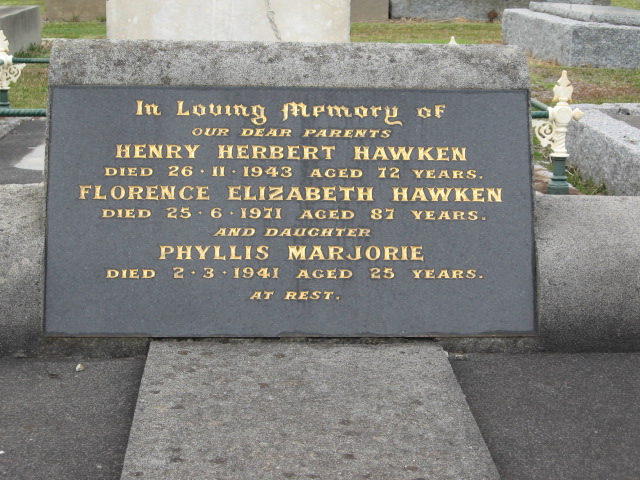 In Loving Memory of
OUR DEAR PARENTS
HENRY HERBERT HAWKEN
DIED 26·11·1943 AGED 72 YEARS.
FLORENCE ELIZABETH HAWKEN
DIED 25·6·1971 AGED 87 YEARS.
AND DAUGHTER
PHYLLIS MARJORIE
DIED 2·3·1941 AGED 25 YEARS.
AT REST.